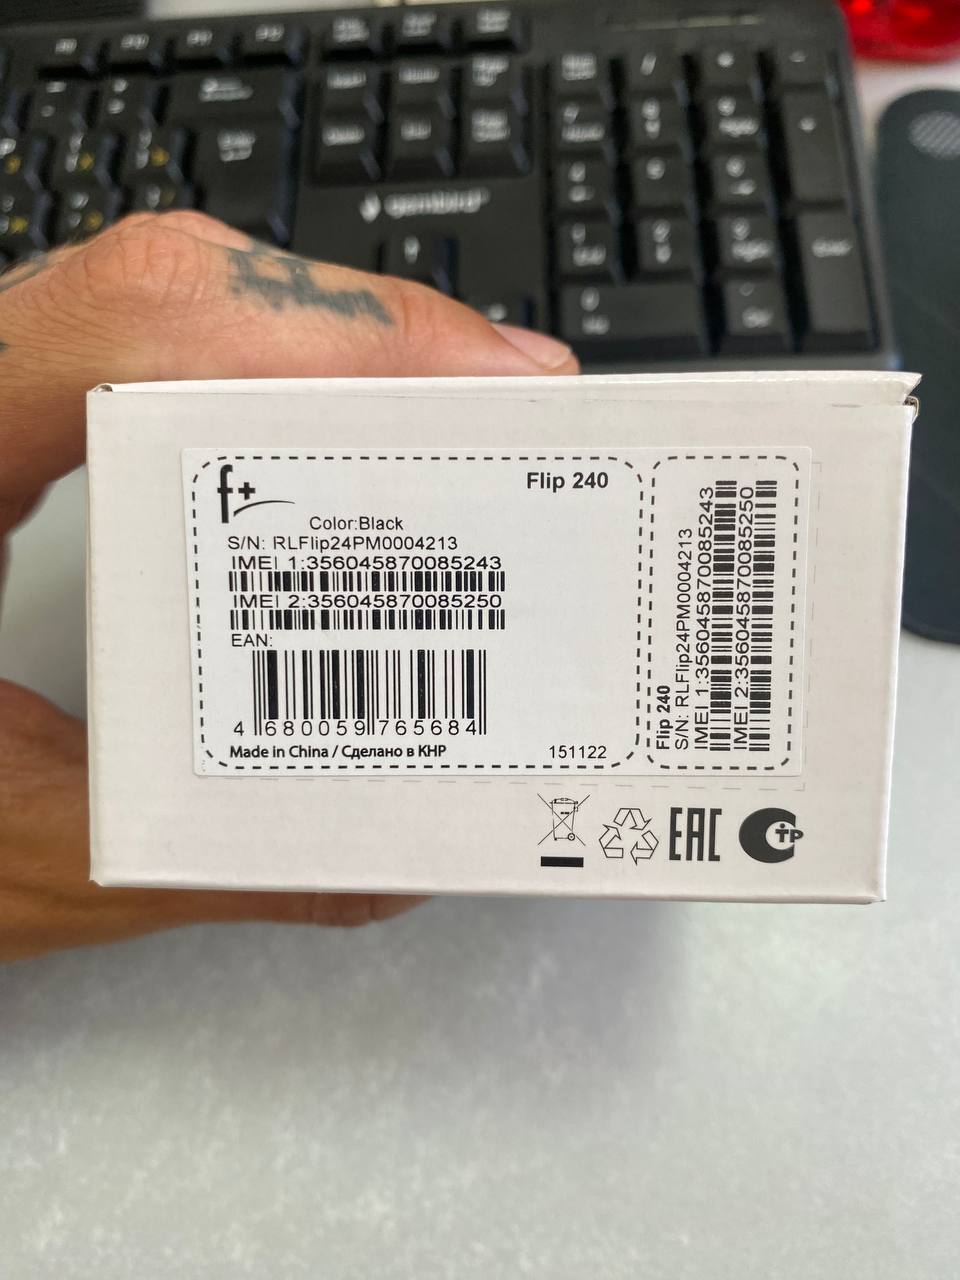 gembird
f+
Flip 240
Color:Black
S/N: RLFlip24PM0004213
IMEI 1:356045870085243
IMEI 2:356045870085250
EAN:
4 680059 765684
Made in China / Сделано в КНР
151122
Flip 240
S/N: RLFlip24PM0004213
IMEI 1:356045870085243
IMEI 2:356045870085250
EAC